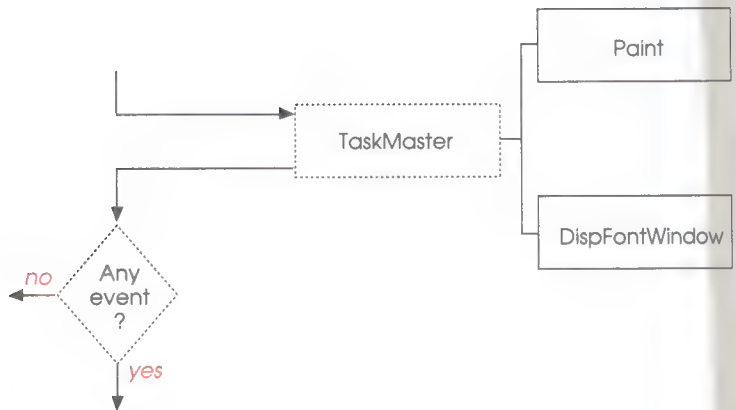 Paint
TaskMaster
DispFontWindow
Any
event
?
no
yes